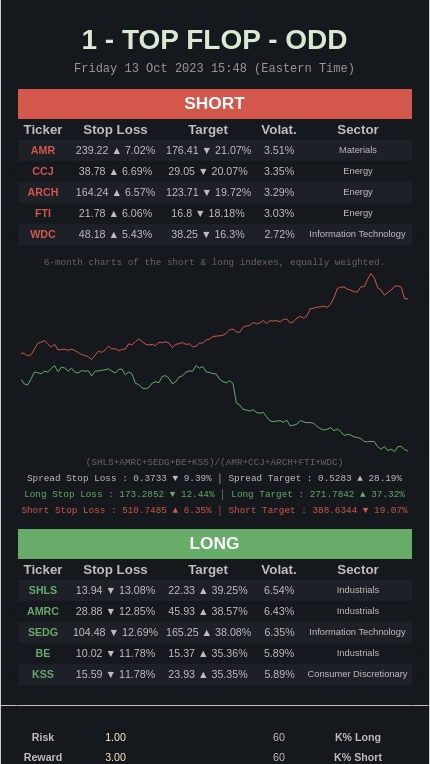 1 - TOP FLOP - ODD
Friday 13 Oct 2023 15:48 (Eastern Time)
SHORT
Ticker Stop Loss Target Volat. Sector
AMR 239.22 ▲ 7.02% 176.41 ▼ 21.07% 3.51% Materials
CCJ 38.78 ▲ 6.69% 29.05 ▼ 20.07% 3.35% Energy
ARCH 164.24 ▲ 6.57% 123.71 ▼ 19.72% 3.29% Energy
FTI 21.78 ▲ 6.06% 16.8 ▼ 18.18% 3.03% Energy
WDC 48.18 ▲ 5.43% 38.25 ▼ 16.3% 2.72% Information Technology
6-month charts of the short & long indexes, equally weighted.
(SHLS+AMRC+SEDG+BE+KSS)/(AMR+CCJ+ARCH+FTI+WDC)
Spread Stop Loss : 0.3733 ▼ 9.39% | Spread Target : 0.5283 ▲ 28.19%
Long Stop Loss : 173.2852 ▼ 12.44% | Long Target : 271.7842 ▲ 37.32%
Short Stop Loss : 510.7485 ▲ 6.35% | Short Target : 388.6344 ▼ 19.07%
LONG
Ticker Stop Loss Target Volat. Sector
SHLS 13.94 ▼ 13.08% 22.33 ▲ 39.25% 6.54% Industrials
AMRC 28.88 ▼ 12.85% 45.93 ▲ 38.57% 6.43% Industrials
SEDG 104.48 ▼ 12.69% 165.25 ▲ 38.08% 6.35% Information Technology
BE 10.02 ▼ 11.78% 15.37 ▲ 35.36% 5.89% Industrials
KSS 15.59 ▼ 11.78% 23.93 ▲ 35.35% 5.89% Consumer Discretionary
Risk 1.00 60 K% Long
Reward 3.00 60 K% Short